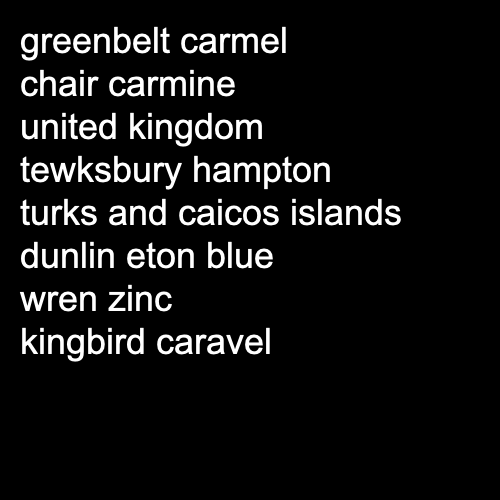 greenbelt carmel
chair carmine
united kingdom
tewksbury hampton
turks and caicos islands
dunlin eton blue
wren zinc
kingbird caravel